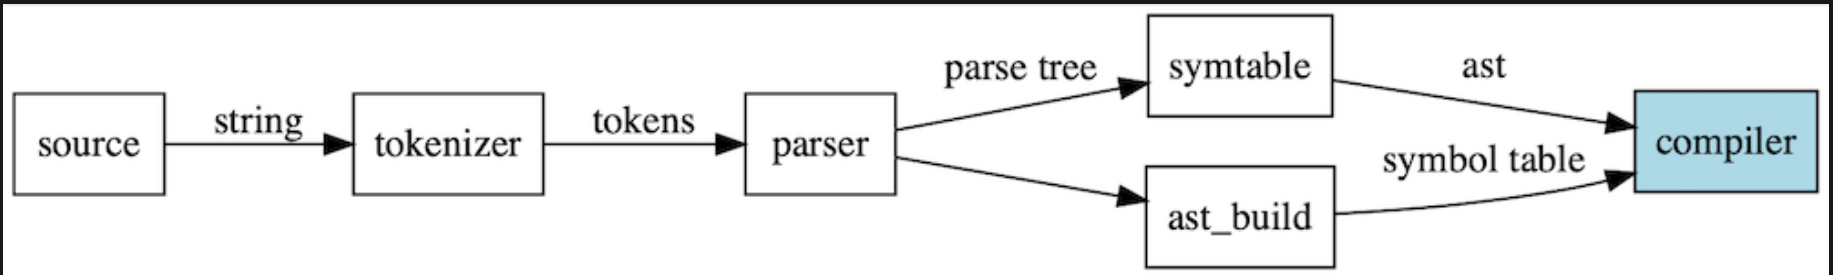 source
string
tokenizer
tokens
parser
parse tree
symtable
ast
ast_build
symbol table
compiler